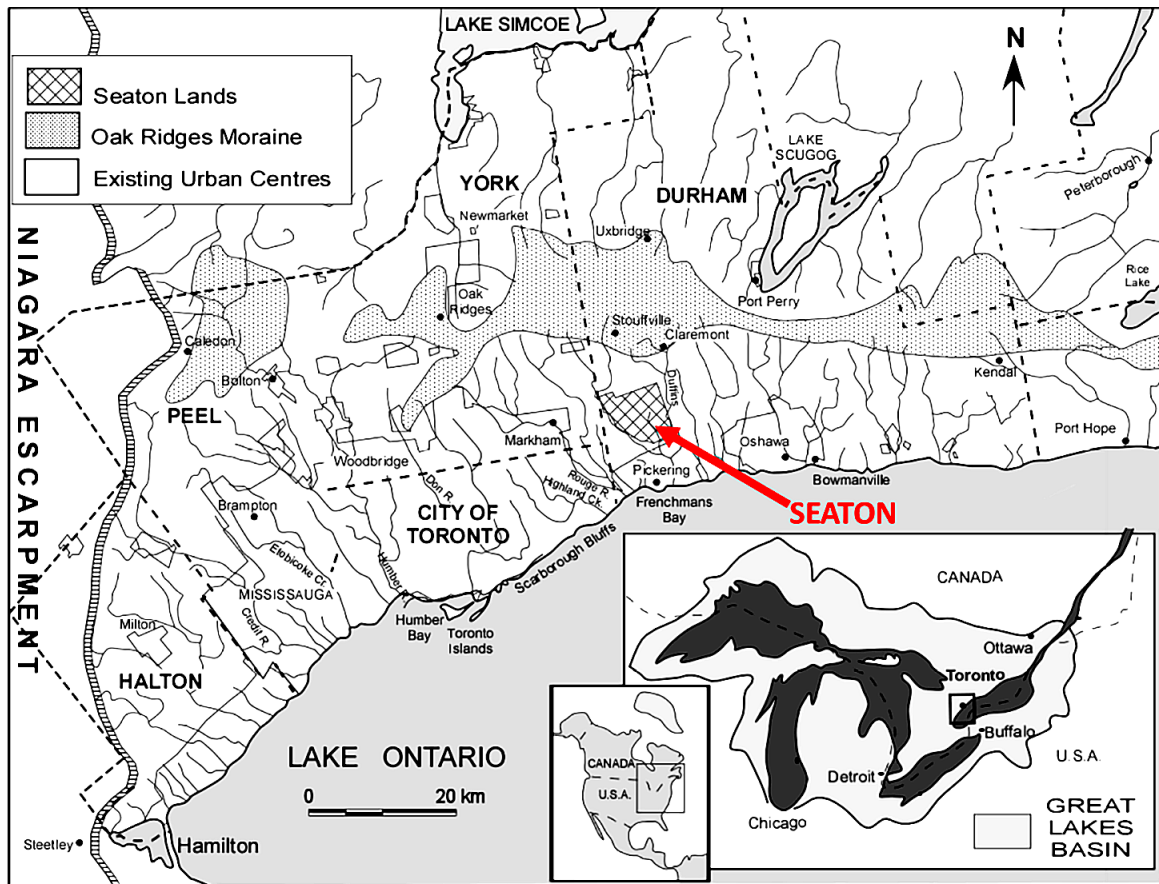 LAKE SIMCOE
N
Seaton Lands
Oak Ridges Moraine
Existing Urban Centres
NIAGARA ESCARPMENT
YORK
Newmarket
DURHAM
LAKE
SCUGOG
Peterborough
Uxbridge
Rice
Lake
Port Perry
Oak
Ridges
Stouffville
Claremont
Caledon
Bolton
Duffins
Kendal
PEEL
Markham
Oshawa
Port Hope
Woodbridge
Don R.
Rouge R.
Highland Ck.
Pickering
Bowmanville
Frenchmans
Bay
SEATON
Brampton
CITY OF
TORONTO
Scarborough Bluffs
Etobicoke Cr.
Humber R.
MISSISSAUGA
Credit R.
Humber
Bay
Toronto
Islands
Milton
HALTON
LAKE ONTARIO
0 20 km
Steetley
Hamilton
CANADA
U.S.A.
CANADA
Ottawa
Toronto
Buffalo
U.S.A.
Detroit
Chicago
GREAT
LAKES
BASIN